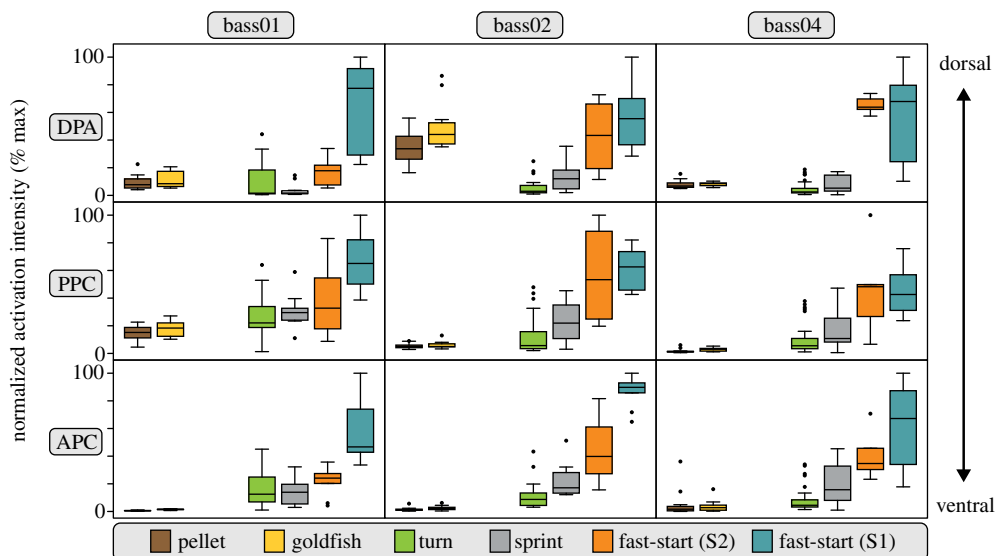 bass01 bass02 bass04
normalized activation intensity (% max)
100
DPA
0
100
PPC
0
100
APC
0
dorsal
ventral
pellet goldfish turn sprint fast-start (S2) fast-start (S1)